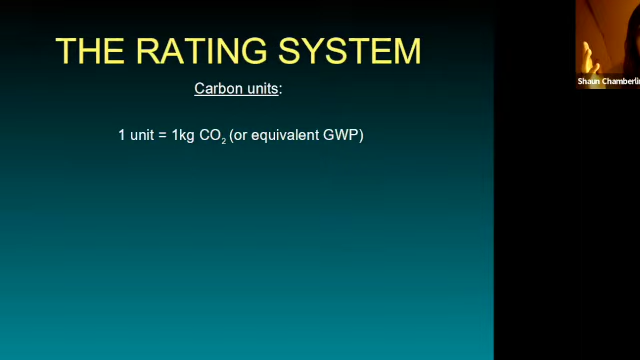 THE RATING SYSTEM
Carbon units:
1 unit = 1kg CO₂ (or equivalent GWP)
Shaun Chamberlin